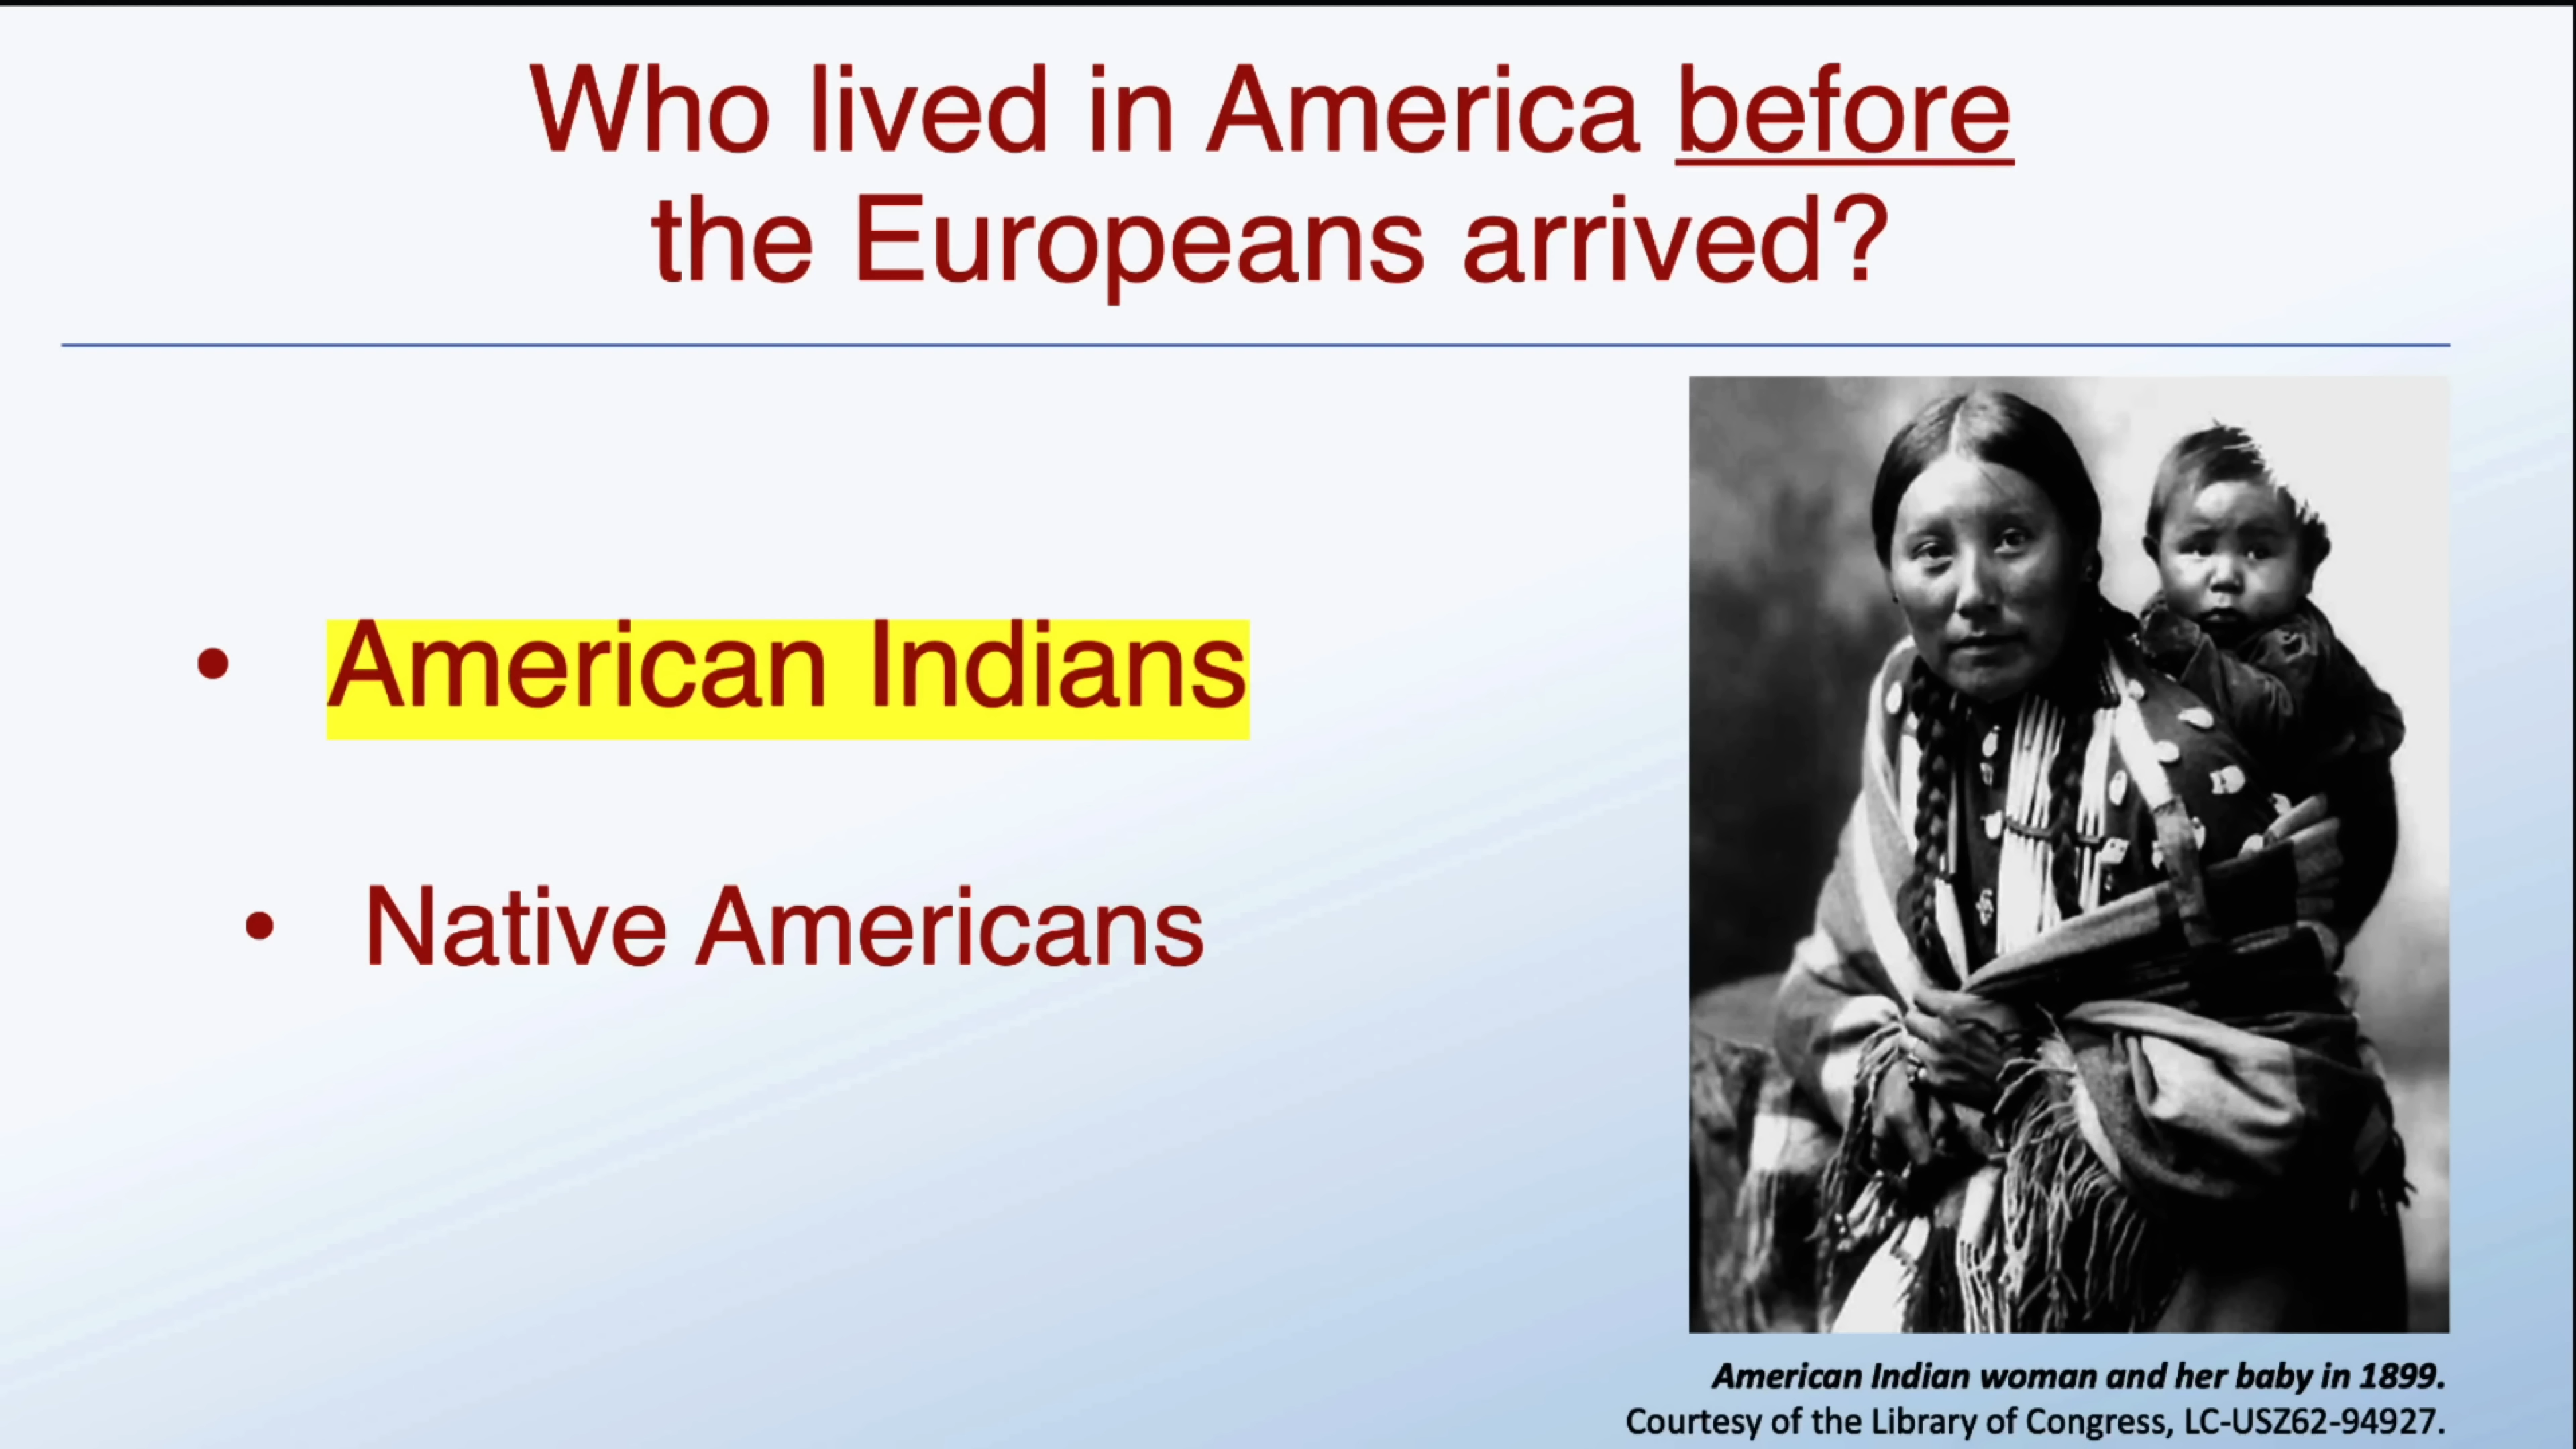 Who lived in America before
the Europeans arrived?
• American Indians
• Native Americans
American Indian woman and her baby in 1899.
Courtesy of the Library of Congress, LC-USZ62-94927.